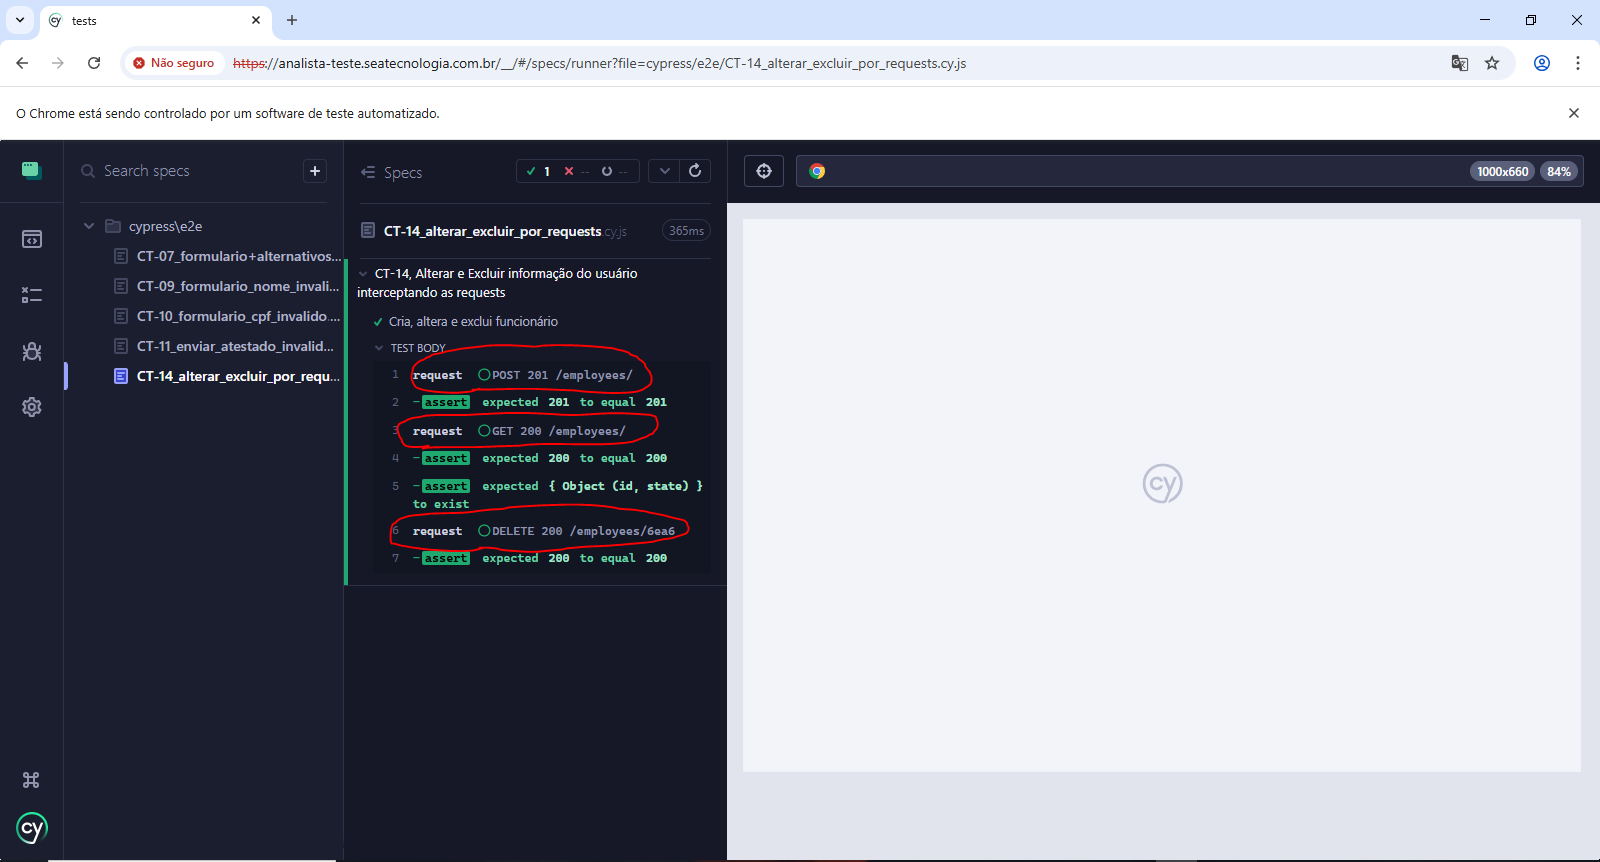 tests
Não seguro
https://analista-teste.seatecnologia.com.br/__/#/specs/runner?file=cypress/e2e/CT-14_alterar_excluir_por_requests.cy.js
O Chrome está sendo controlado por um software de teste automatizado.
Search specs
cypress\e2e
CT-07_formulario+alternativos...
CT-09_formulario_nome_invali...
CT-10_formulario_cpf_invalido....
CT-11_enviar_atestado_invalid...
CT-14_alterar_excluir_por_requ...
Specs
1 -- --
CT-14_alterar_excluir_por_requests.cy.js 365ms
CT-14, Alterar e Excluir informação do usuário
interceptando as requests
Cria, altera e exclui funcionário
TEST BODY
1 request POST 201 /employees/
2 -assert expected 201 to equal 201
3 request GET 200 /employees/
4 -assert expected 200 to equal 200
5 -assert expected { Object (id, state) }
to exist
6 request DELETE 200 /employees/6ea6
7 -assert expected 200 to equal 200
1000x660 84%
cy
cy
cy